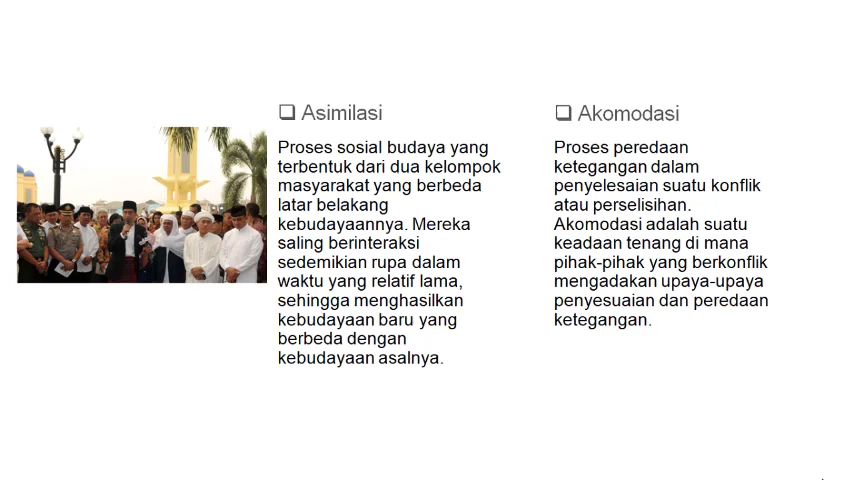 ❑ Asimilasi
Proses sosial budaya yang
terbentuk dari dua kelompok
masyarakat yang berbeda
latar belakang
kebudayaannya. Mereka
saling berinteraksi
sedemikian rupa dalam
waktu yang relatif lama,
sehingga menghasilkan
kebudayaan baru yang
berbeda dengan
kebudayaan asalnya.
❑ Akomodasi
Proses peredaan
ketegangan dalam
penyelesaian suatu konflik
atau perselisihan.
Akomodasi adalah suatu
keadaan tenang di mana
pihak-pihak yang berkonflik
mengadakan upaya-upaya
penyesuaian dan peredaan
ketegangan.